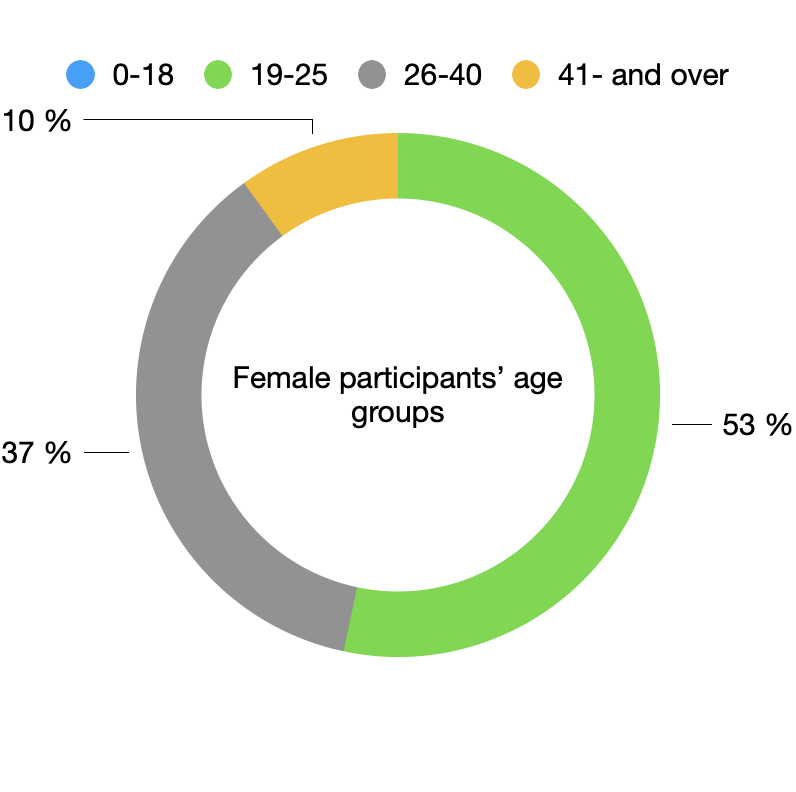 0-18 19-25 26-40 41- and over
10 %
Female participants’ age
groups
53 %
37 %